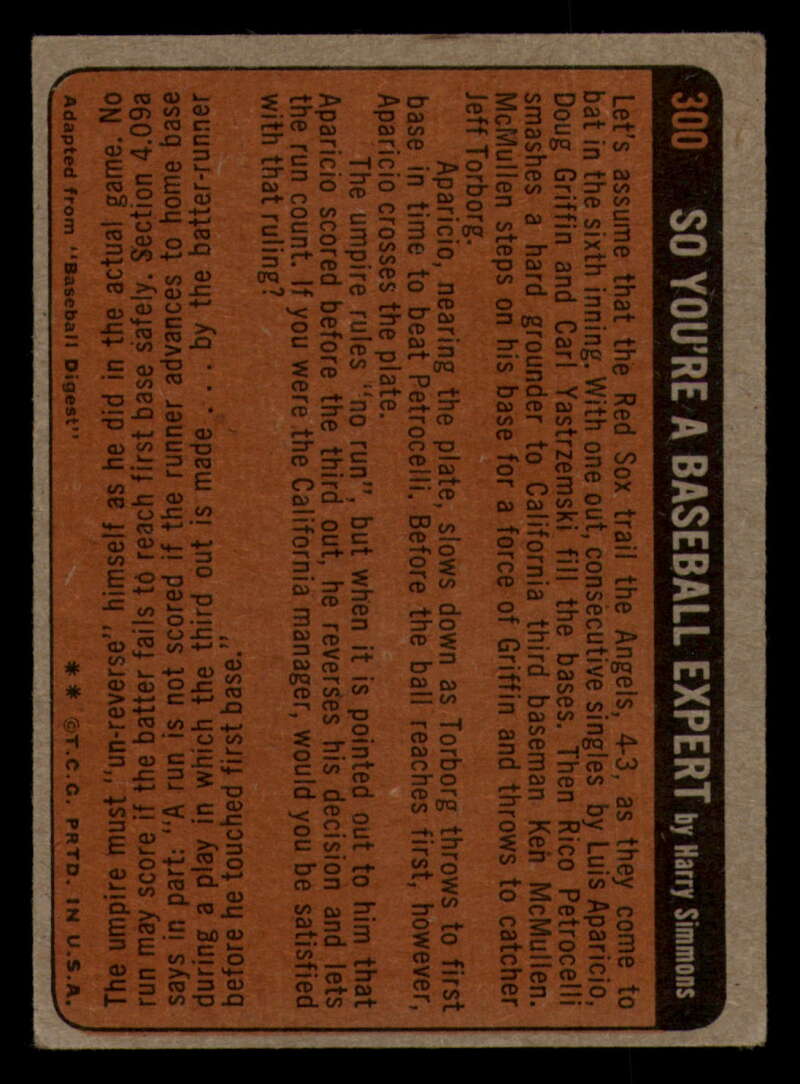 300 SO YOU'RE A BASEBALL EXPERT by Harry Simmons
Let's assume that the Red Sox trail the Angels, 4-3, as they come to
bat in the sixth inning. With one out, consecutive singles by Luis Aparicio,
Doug Griffin and Carl Yastrzemski fill the bases. Then Rico Petrocelli
smashes a hard grounder to California third baseman Ken McMullen.
McMullen steps on his base for a force of Griffin and throws to catcher
Jeff Torborg.
Aparicio, nearing the plate, slows down as Torborg throws to first
base in time to beat Petrocelli. Before the ball reaches first, however,
Aparicio crosses the plate.
The umpire rules "no run", but when it is pointed out to him that
Aparicio scored before the third out, he reverses his decision and lets
the run count. If you were the California manager, would you be satisfied
with that ruling?
The umpire must "un-reverse" himself as he did in the actual game. No
run may score if the batter fails to reach first base safely. Section 4.09a
says in part: "A run is not scored if the runner advances to home base
during a play in which the third out is made . . . by the batter-runner
before he touched first base."
Adapted from "Baseball Digest" ** ©T.C.G. PRTD. IN U.S.A.